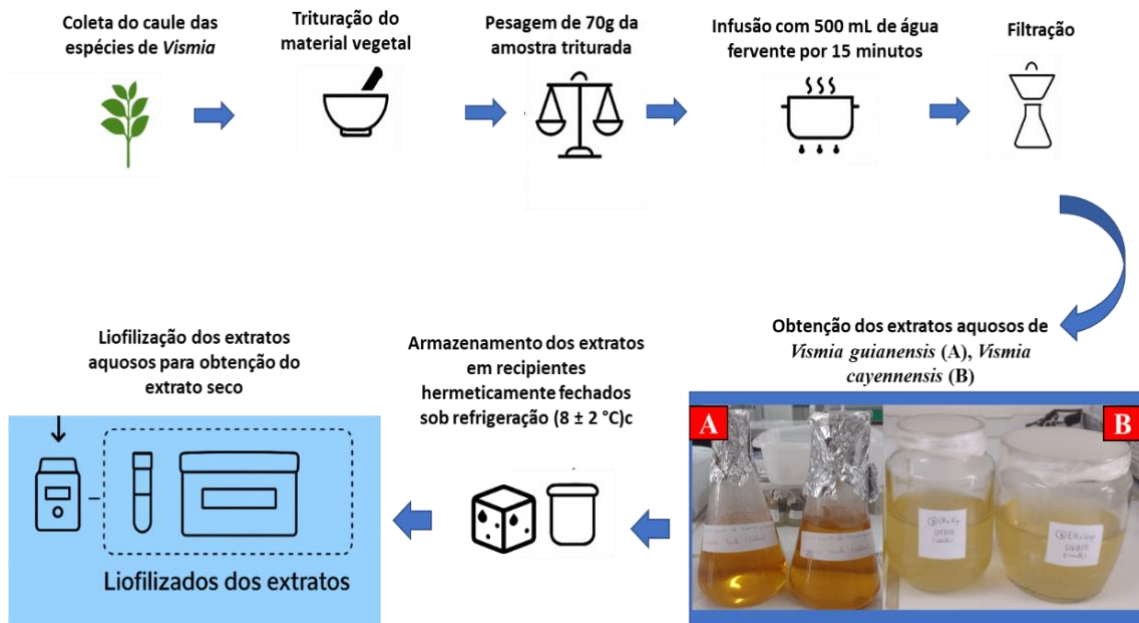 Coleta do caule das
espécies de Vismia
Trituração do
material vegetal
Pesagem de 70g da
amostra triturada
Infusão com 500 mL de água
fervente por 15 minutos
Filtração
Obtenção dos extratos aquosos de
Vismia guianensis (A), Vismia
cayennensis (B)
A
B
Armazenamento dos extratos
em recipientes
hermeticamente fechados
sob refrigeração (8 ± 2 °C)c
Liofilização dos extratos
aquosos para obtenção do
extrato seco
Liofilizados dos extratos